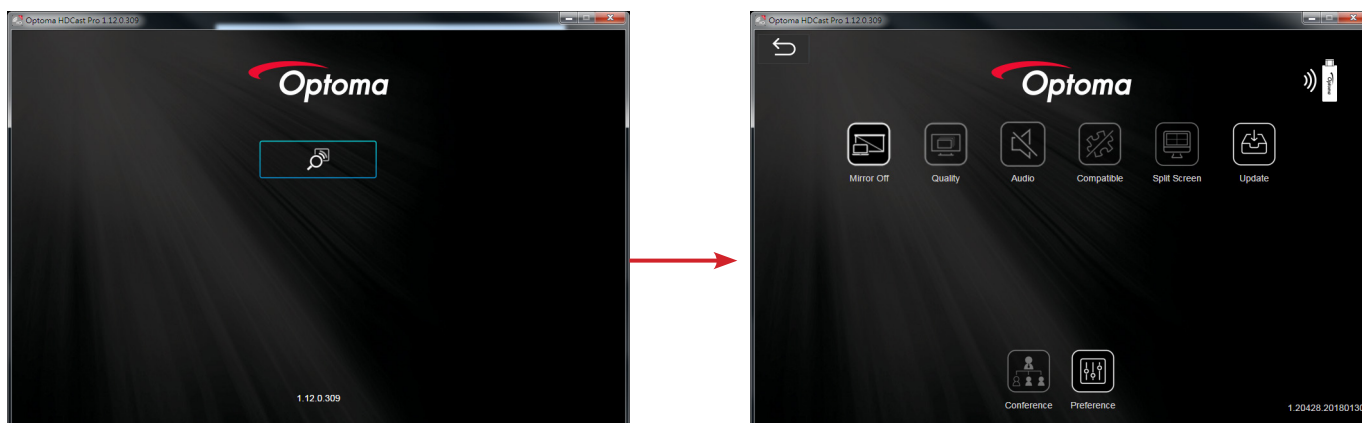 Optoma HDCast Pro 1.12.0.309
Optoma
1.12.0.309
Optoma HDCast Pro 1.12.0.309
Optoma
Optoma
Mirror Off
Quality
Audio
Compatible
Split Screen
Update
Conference
Preference
1.20428.20180130